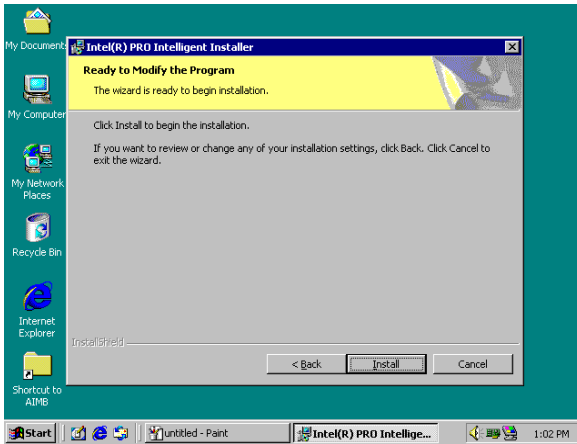 My Documents
My Computer
My Network
Places
Recycle Bin
Internet
Explorer
Shortcut to
AIMB
Intel(R) PRO Intelligent Installer
Ready to Modify the Program
The wizard is ready to begin installation.
Click Install to begin the installation.
If you want to review or change any of your installation settings, click Back. Click Cancel to
exit the wizard.
InstallShield
< Back
Install
Cancel
Start
untitled - Paint
Intel(R) PRO Intellige...
1:02 PM